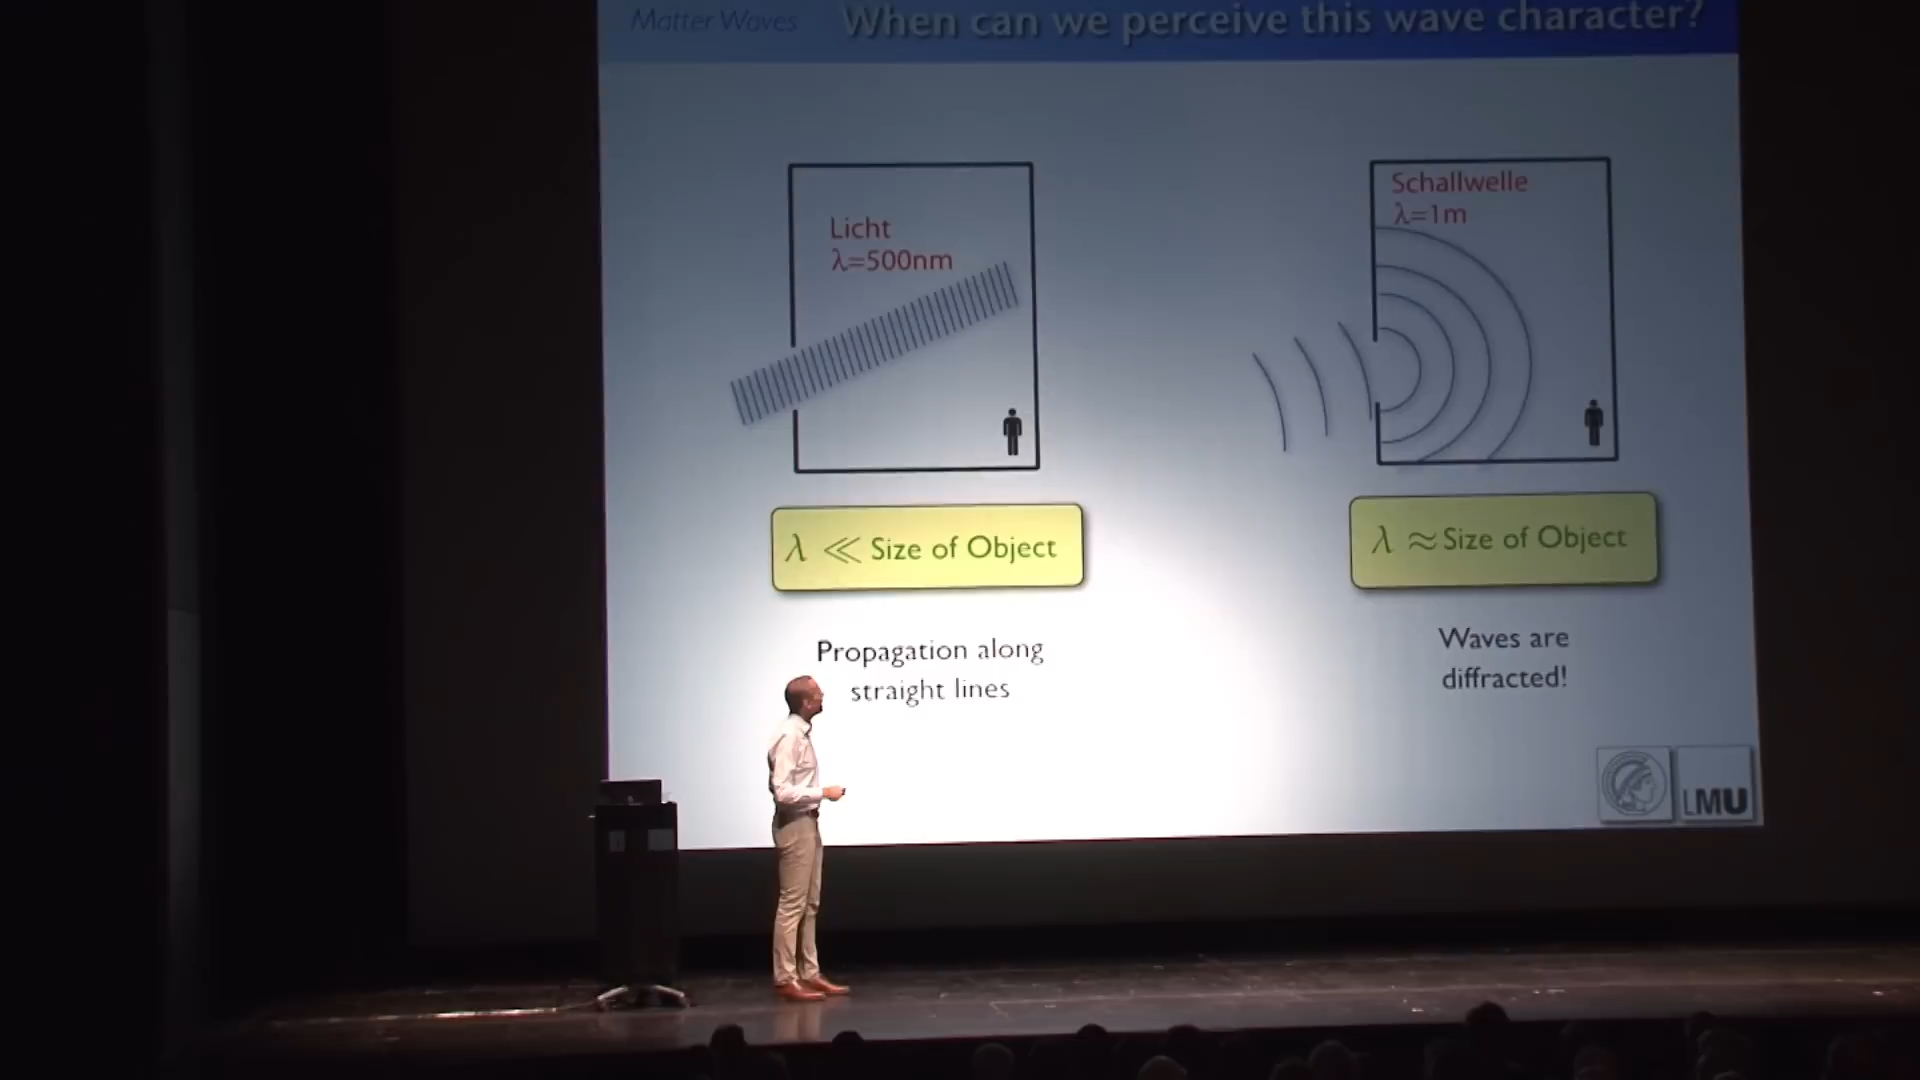 Matter Waves
When can we perceive this wave character?
Licht
λ=500nm
Schallwelle
λ=1m
λ ≪ Size of Object
λ ≈ Size of Object
Propagation along
straight lines
Waves are
diffracted!
LMU